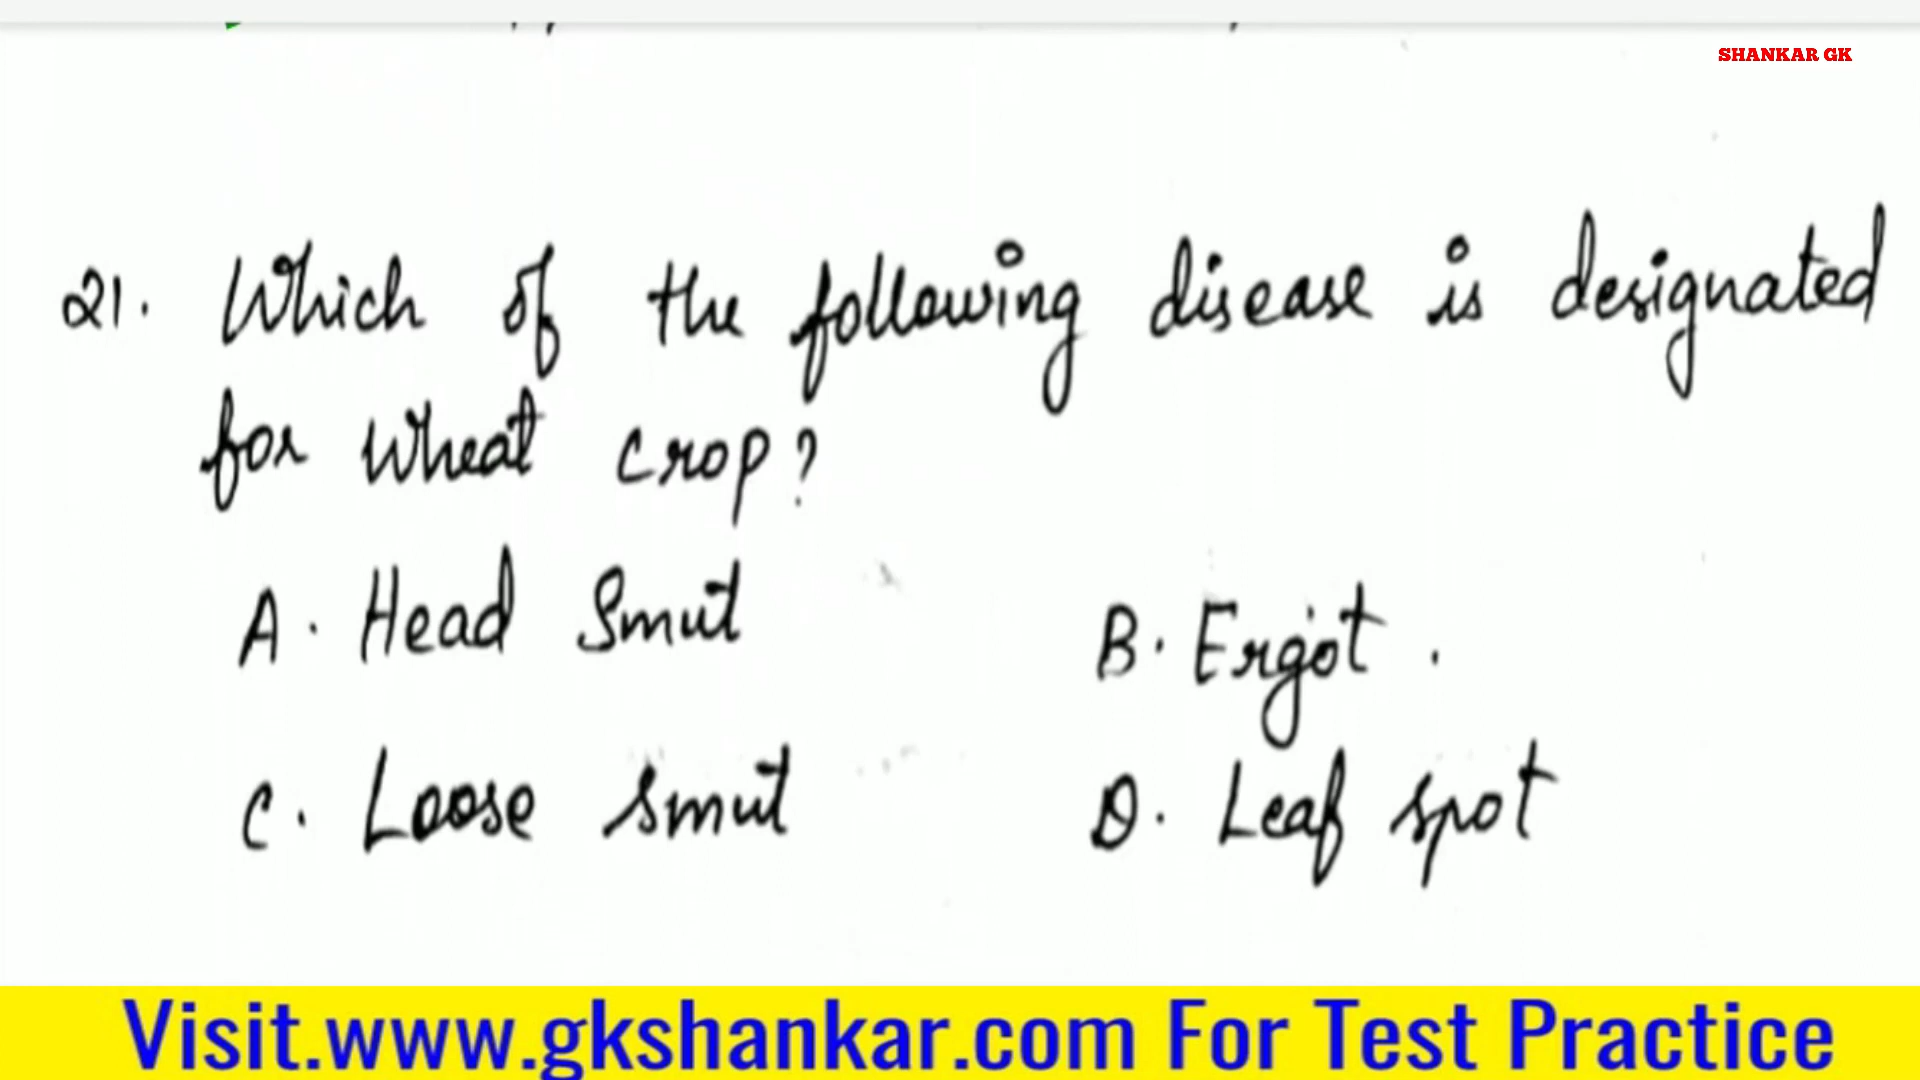 SHANKAR GK
21. Which of the following disease is designated
for wheat crop?
A. Head Smut
B. Ergot.
C. Loose smut
D. Leaf spot
Visit.www.gkshankar.com For Test Practice